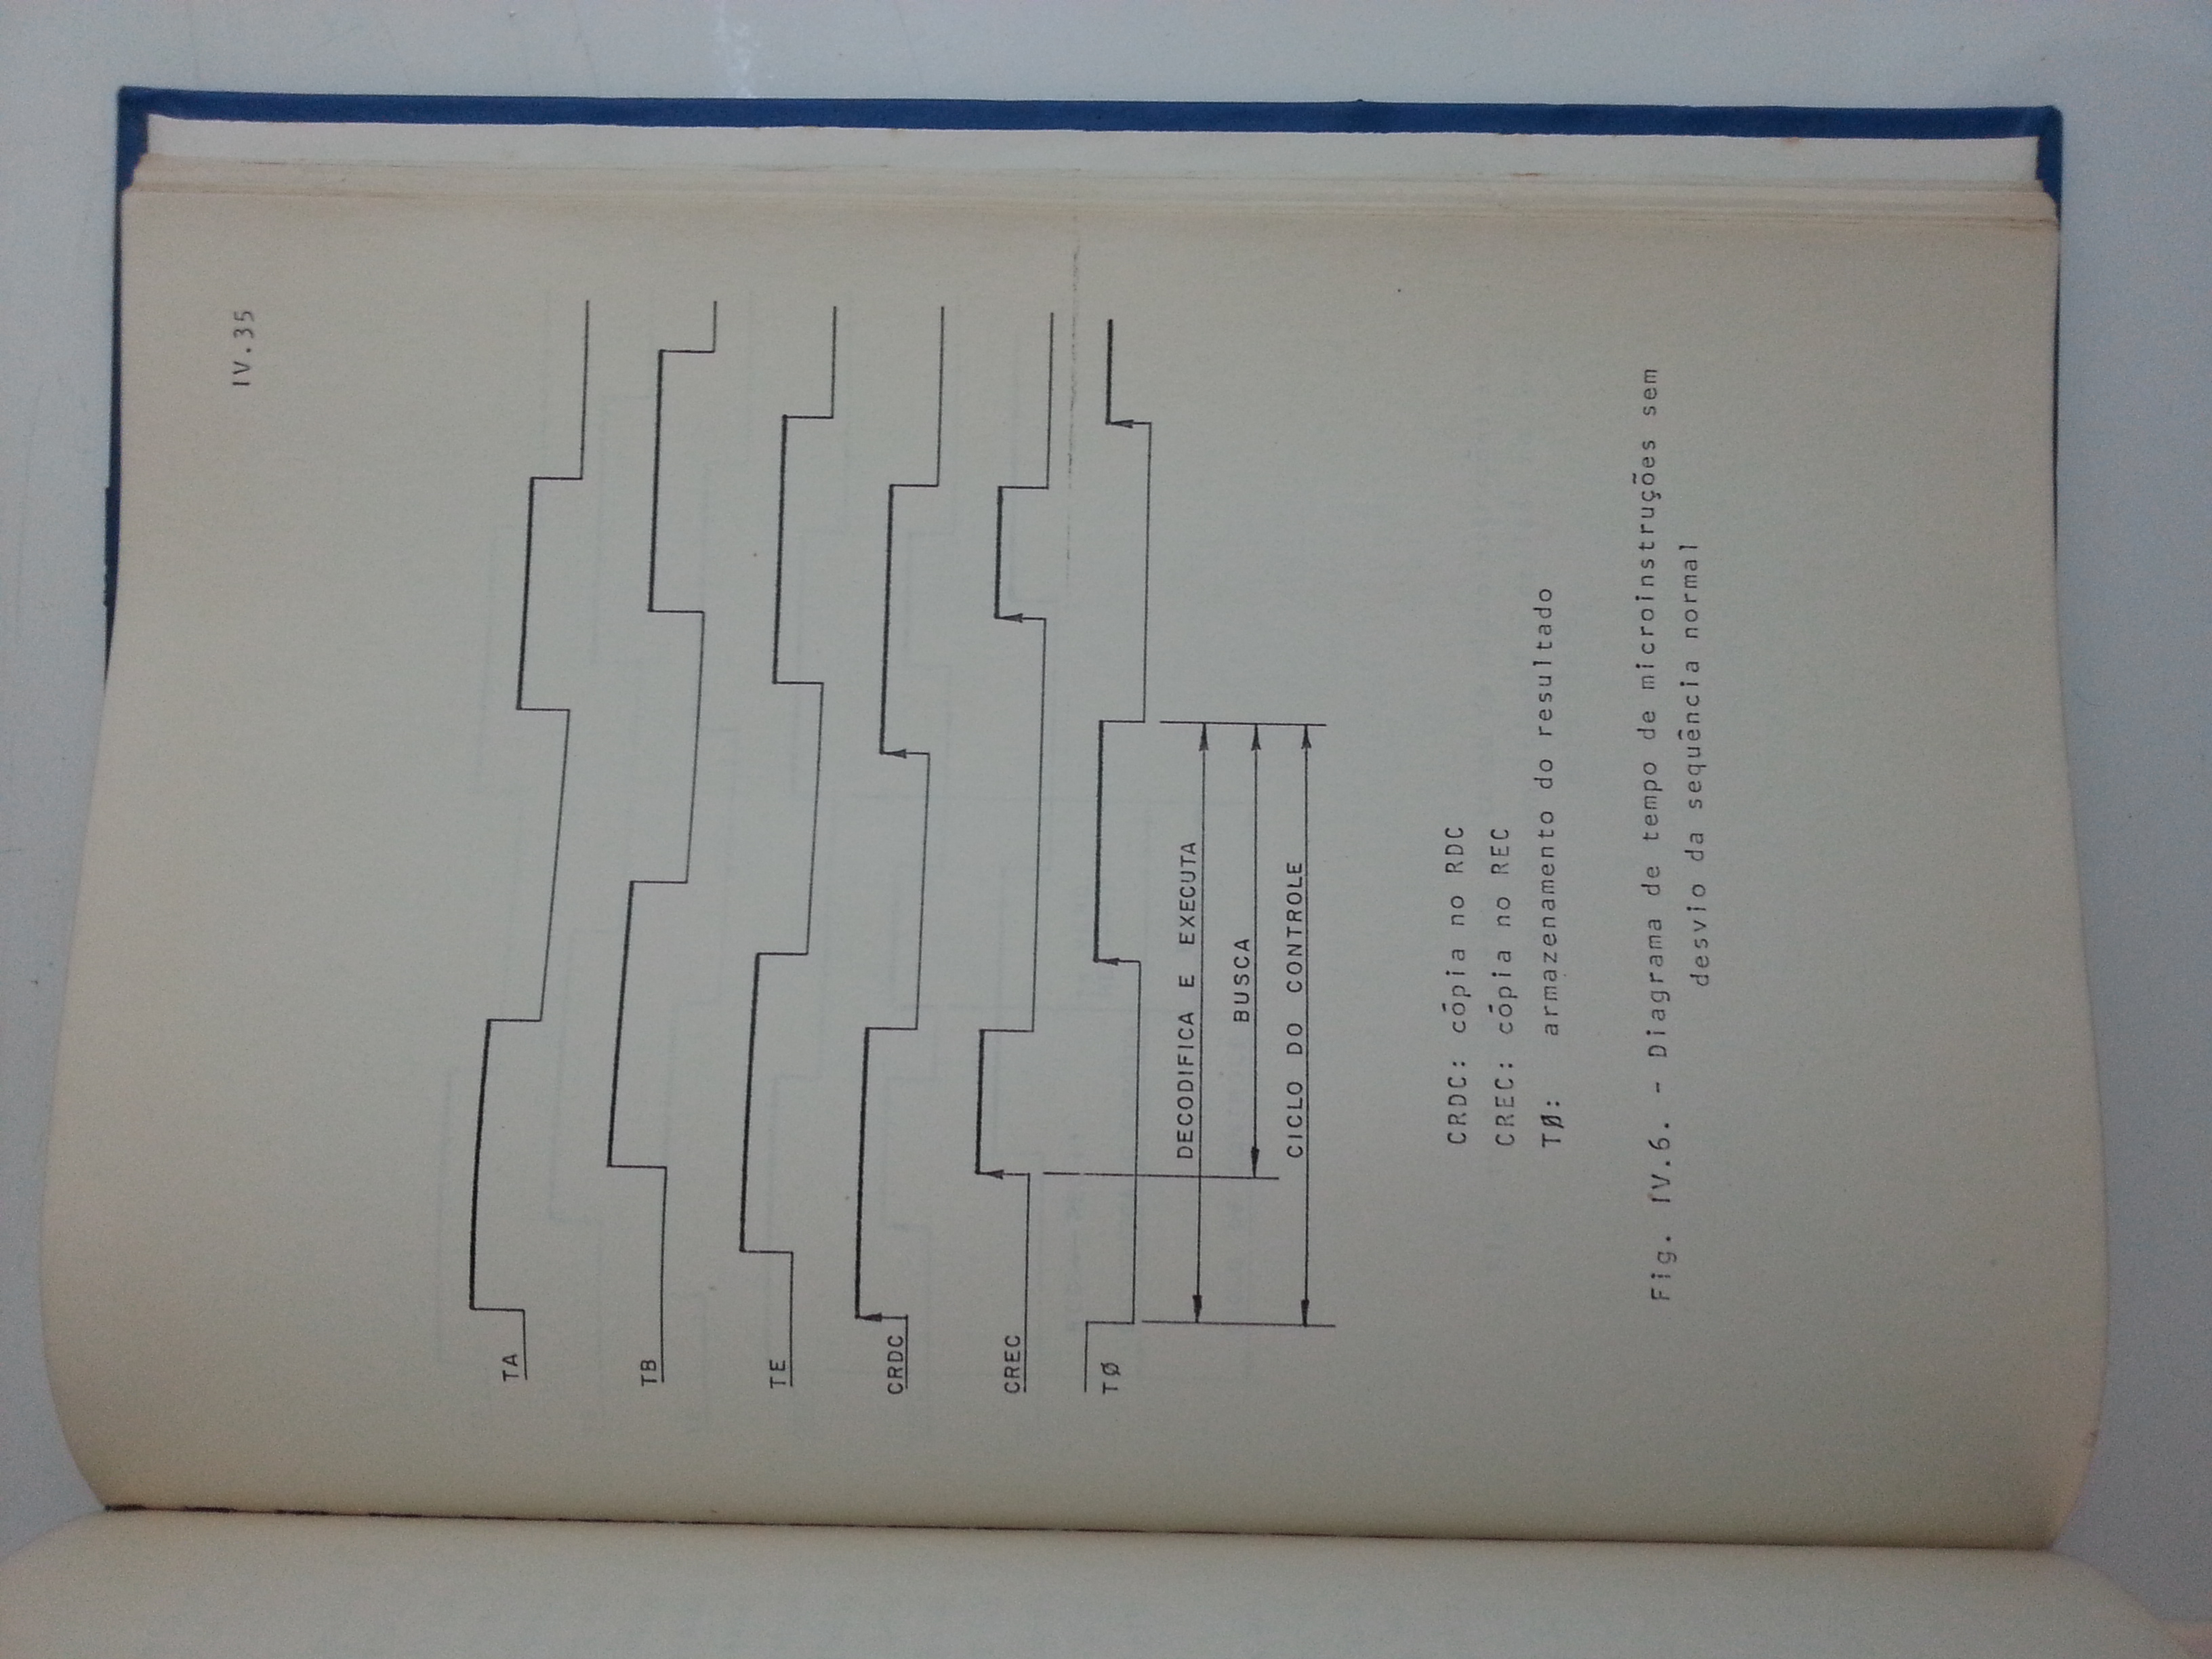 IV.35
TA
TB
TE
CRDC
CREC
TØ
DECODIFICA E EXECUTA
BUSCA
CICLO DO CONTROLE
CRDC: cópia no RDC
CREC: cópia no REC
TØ: armazenamento do resultado
Fig. IV.6. - Diagrama de tempo de microinstruções sem
desvio da sequência normal